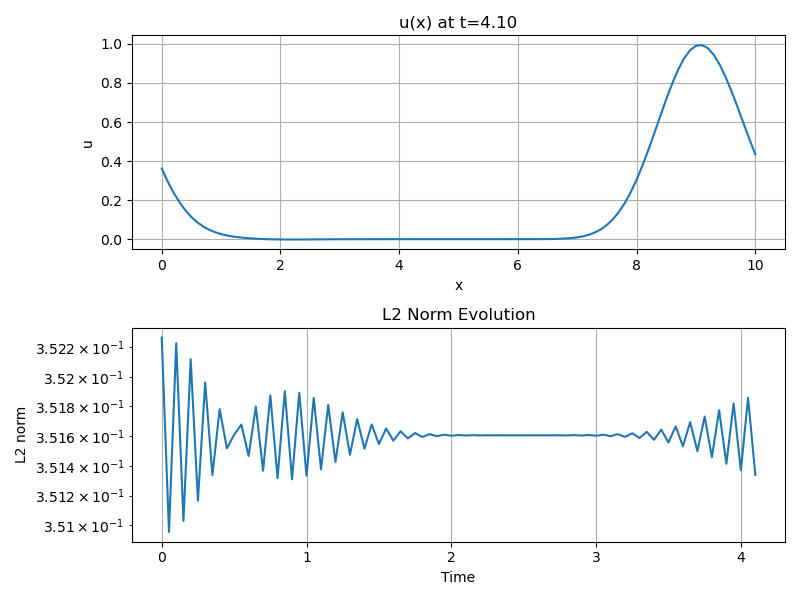 u(x) at t=4.10
1.0
0.8
0.6
0.4
0.2
0.0
u
0 2 4 6 8 10
x
L2 Norm Evolution
3.522 × 10⁻¹
3.52 × 10⁻¹
3.518 × 10⁻¹
3.516 × 10⁻¹
3.514 × 10⁻¹
3.512 × 10⁻¹
3.51 × 10⁻¹
L2 norm
0 1 2 3 4
Time